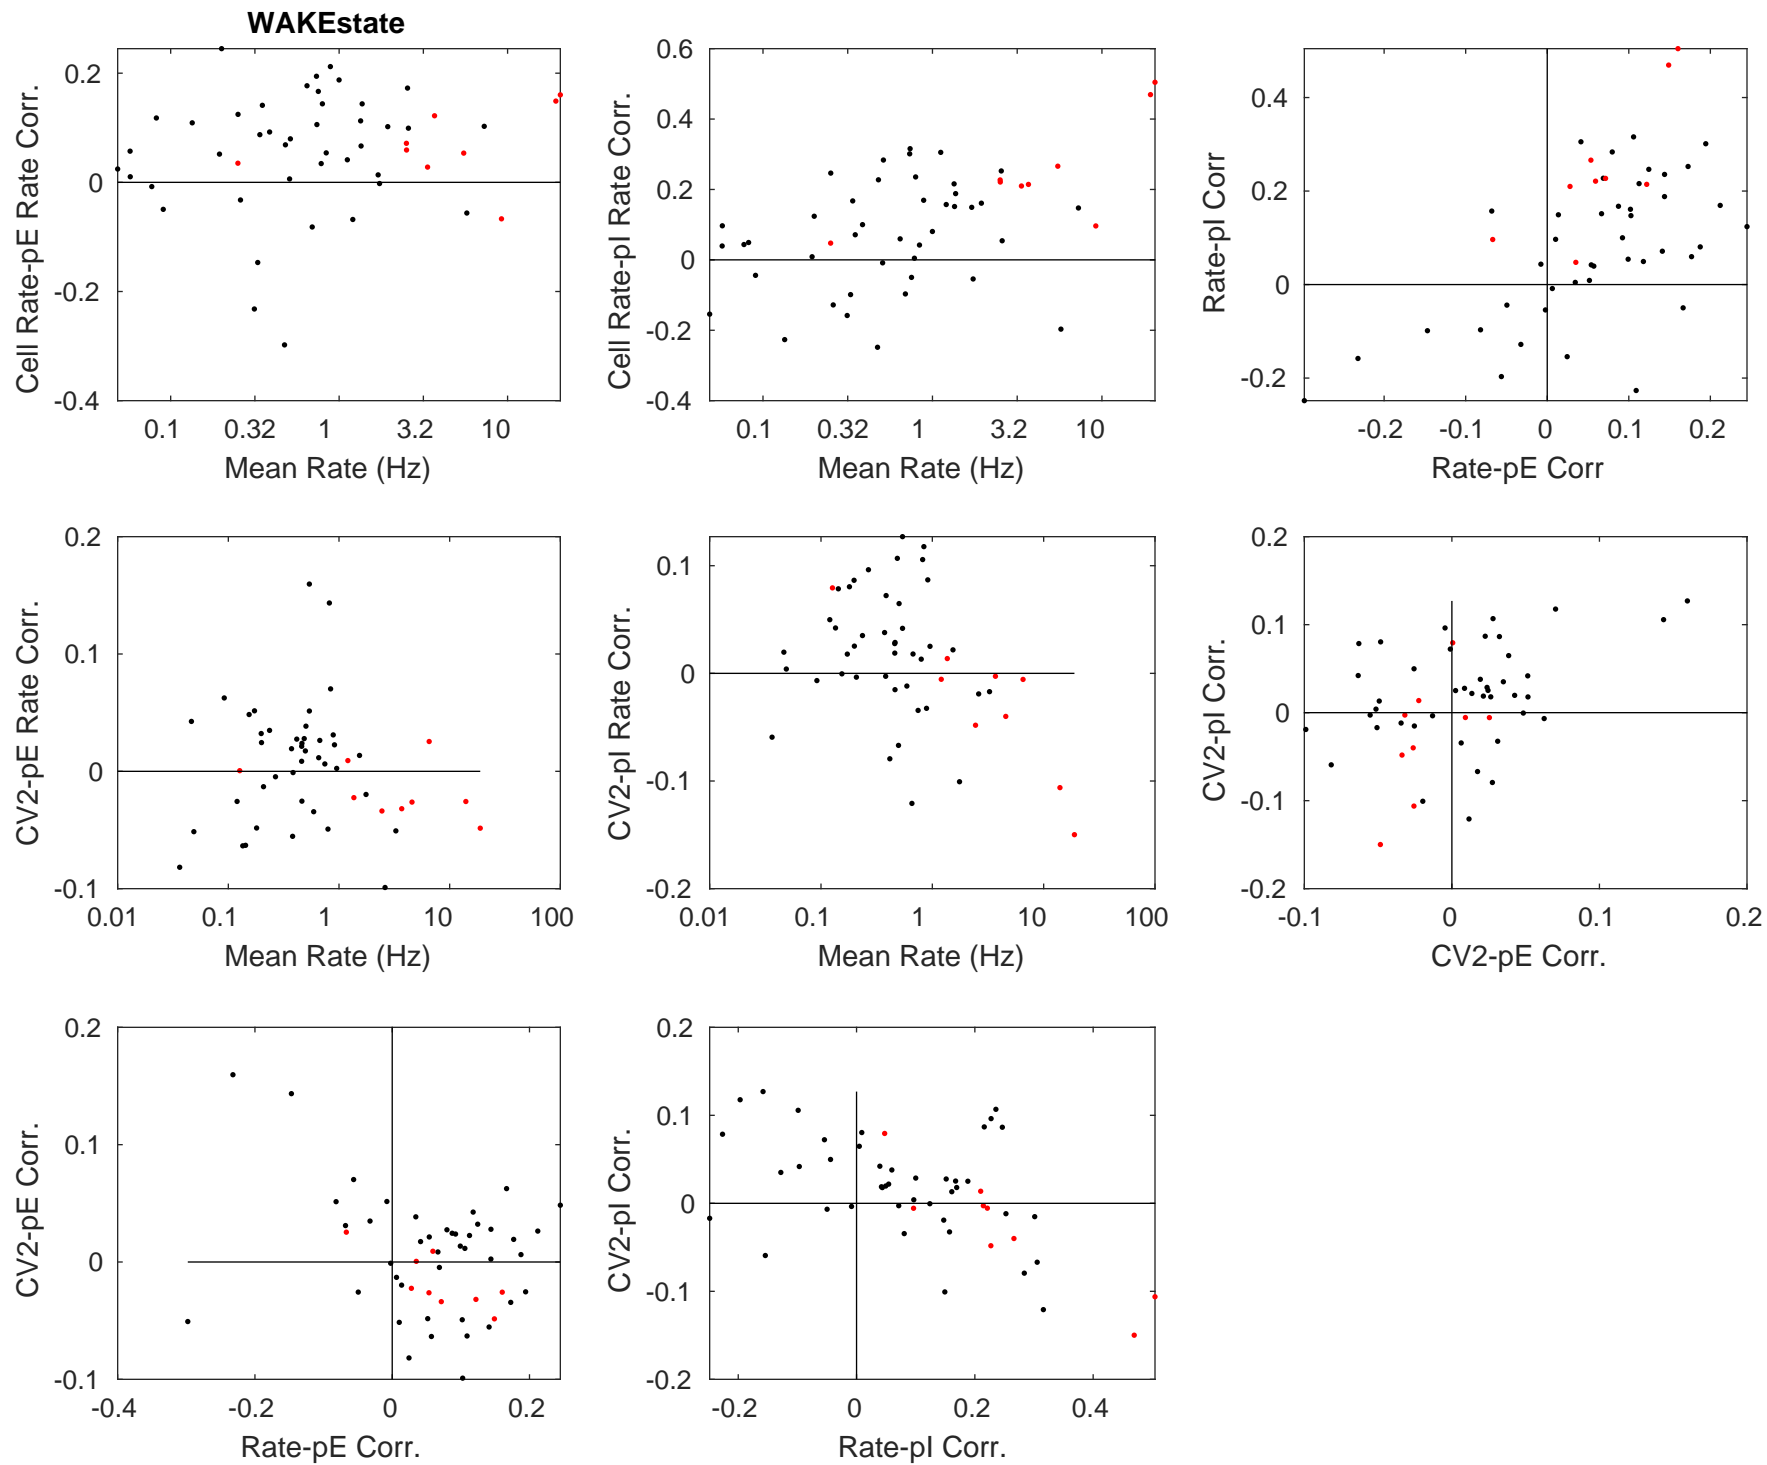 WAKEstate
0.2
0
-0.2
-0.4
Cell Rate-pE Rate Corr.
0.1 0.32 1 3.2 10
Mean Rate (Hz)
0.6
0.4
0.2
0
-0.2
-0.4
Cell Rate-pI Rate Corr.
0.1 0.32 1 3.2 10
Mean Rate (Hz)
0.4
0.2
0
-0.2
Rate-pI Corr
-0.2 -0.1 0 0.1 0.2
Rate-pE Corr
0.2
0.1
0
-0.1
CV2-pE Rate Corr.
0.01 0.1 1 10 100
Mean Rate (Hz)
0.1
0
-0.1
-0.2
CV2-pI Rate Corr.
0.01 0.1 1 10 100
Mean Rate (Hz)
0.2
0.1
0
-0.1
-0.2
CV2-pI Corr.
-0.1 0 0.1 0.2
CV2-pE Corr.
0.2
0.1
0
-0.1
CV2-pE Corr.
-0.4 -0.2 0 0.2
Rate-pE Corr.
0.2
0.1
0
-0.1
-0.2
CV2-pI Corr.
-0.2 0 0.2 0.4
Rate-pI Corr.